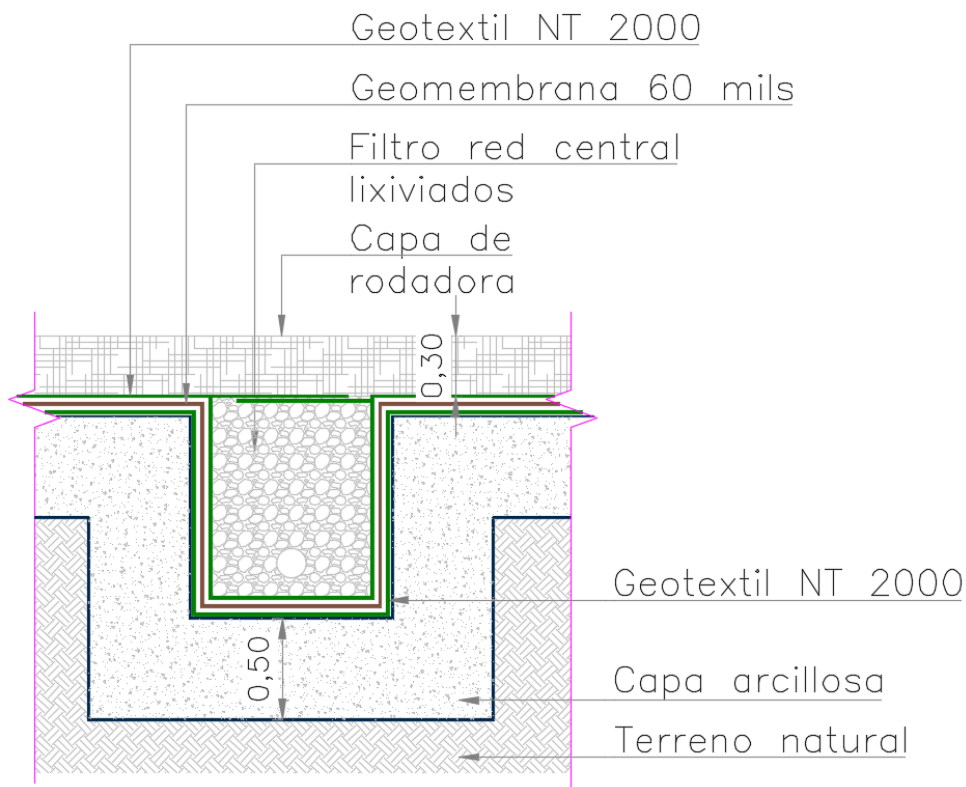 Geotextil NT 2000
Geomembrana 60 mils
Filtro red central
lixiviados
Capa de
rodadora
0,30
Geotextil NT 2000
0,50
Capa arcillosa
Terreno natural